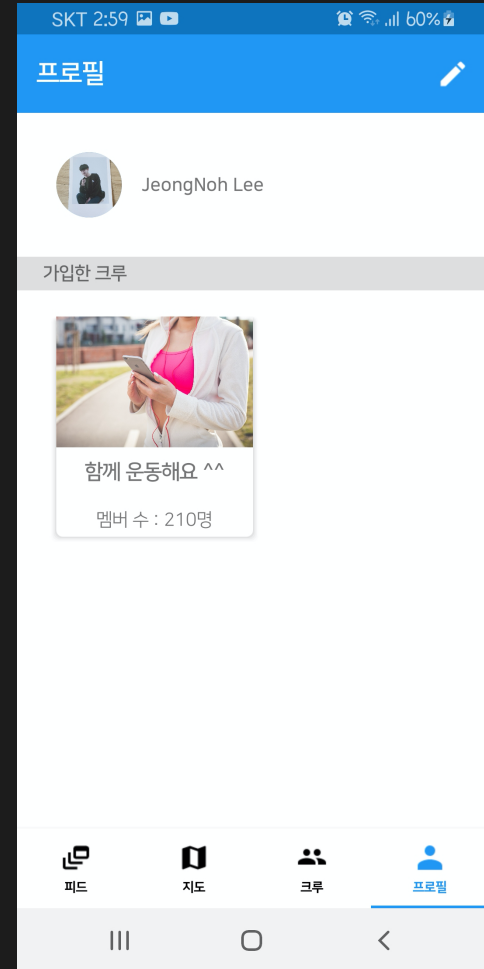 SKT 2:59 60%
프로필
JeongNoh Lee
가입한 크루
함께 운동해요 ^^
멤버 수 : 210명
피드 지도 크루 프로필